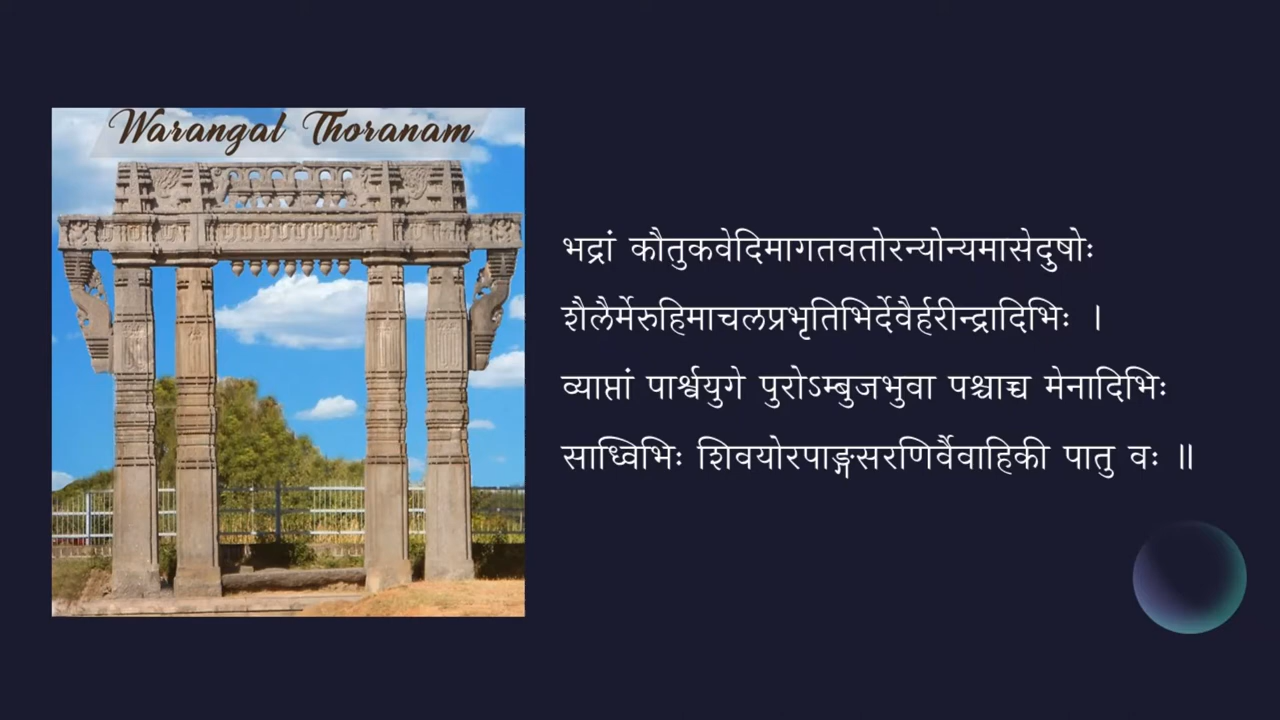 Warangal Thoranam
भद्रां कौतुकवेदिमागतवतोरन्योन्यमासेदुषोः
शैलैर्मेरुहिमाचलप्रभृतिभिर्देवैर्हरीन्द्रादिभिः ।
व्याप्तां पार्श्वयुगे पुरोऽम्बुजभुवा पश्चाच्च मेनादिभिः
साध्विभिः शिवयोरपाङ्गसरणिर्वैवाहिकी पातु वः ॥